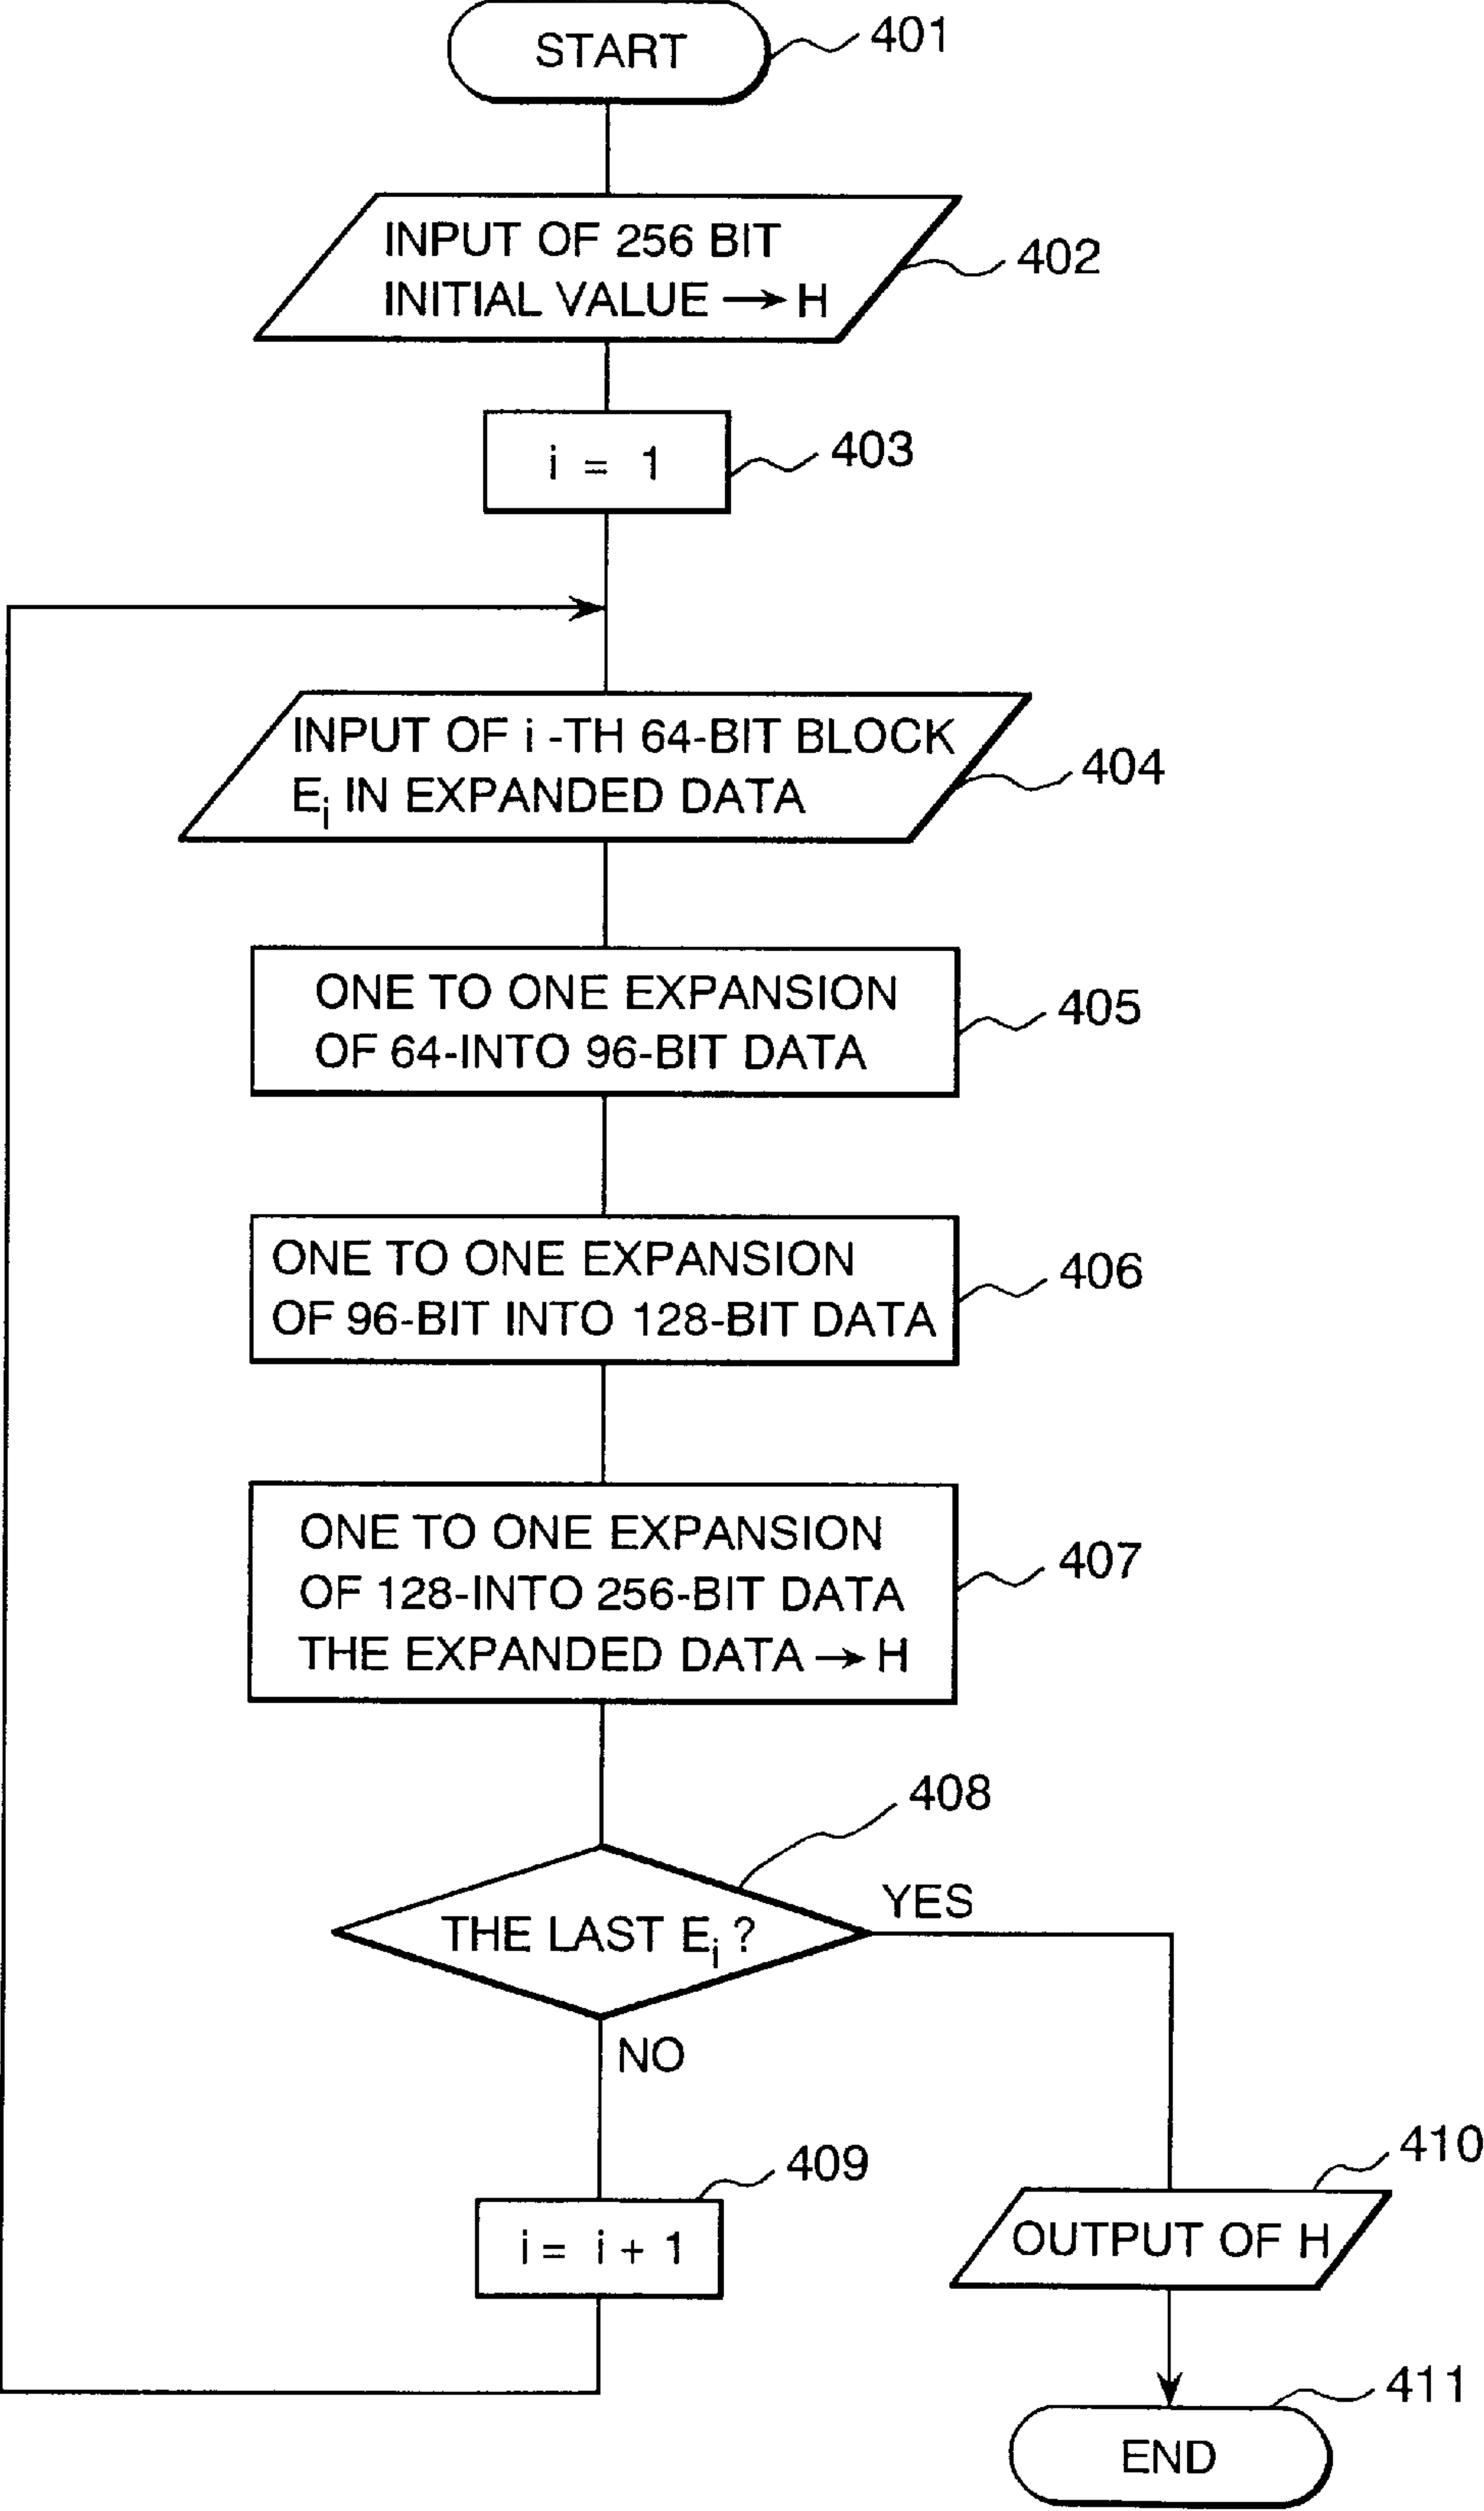 START
401
INPUT OF 256 BIT
INITIAL VALUE → H
402
i = 1
403
INPUT OF i -TH 64-BIT BLOCK
Ei IN EXPANDED DATA
404
ONE TO ONE EXPANSION
OF 64-INTO 96-BIT DATA
405
ONE TO ONE EXPANSION
OF 96-BIT INTO 128-BIT DATA
406
ONE TO ONE EXPANSION
OF 128-INTO 256-BIT DATA
THE EXPANDED DATA → H
407
408
THE LAST Ei ?
YES
NO
409
i = i + 1
410
OUTPUT OF H
411
END